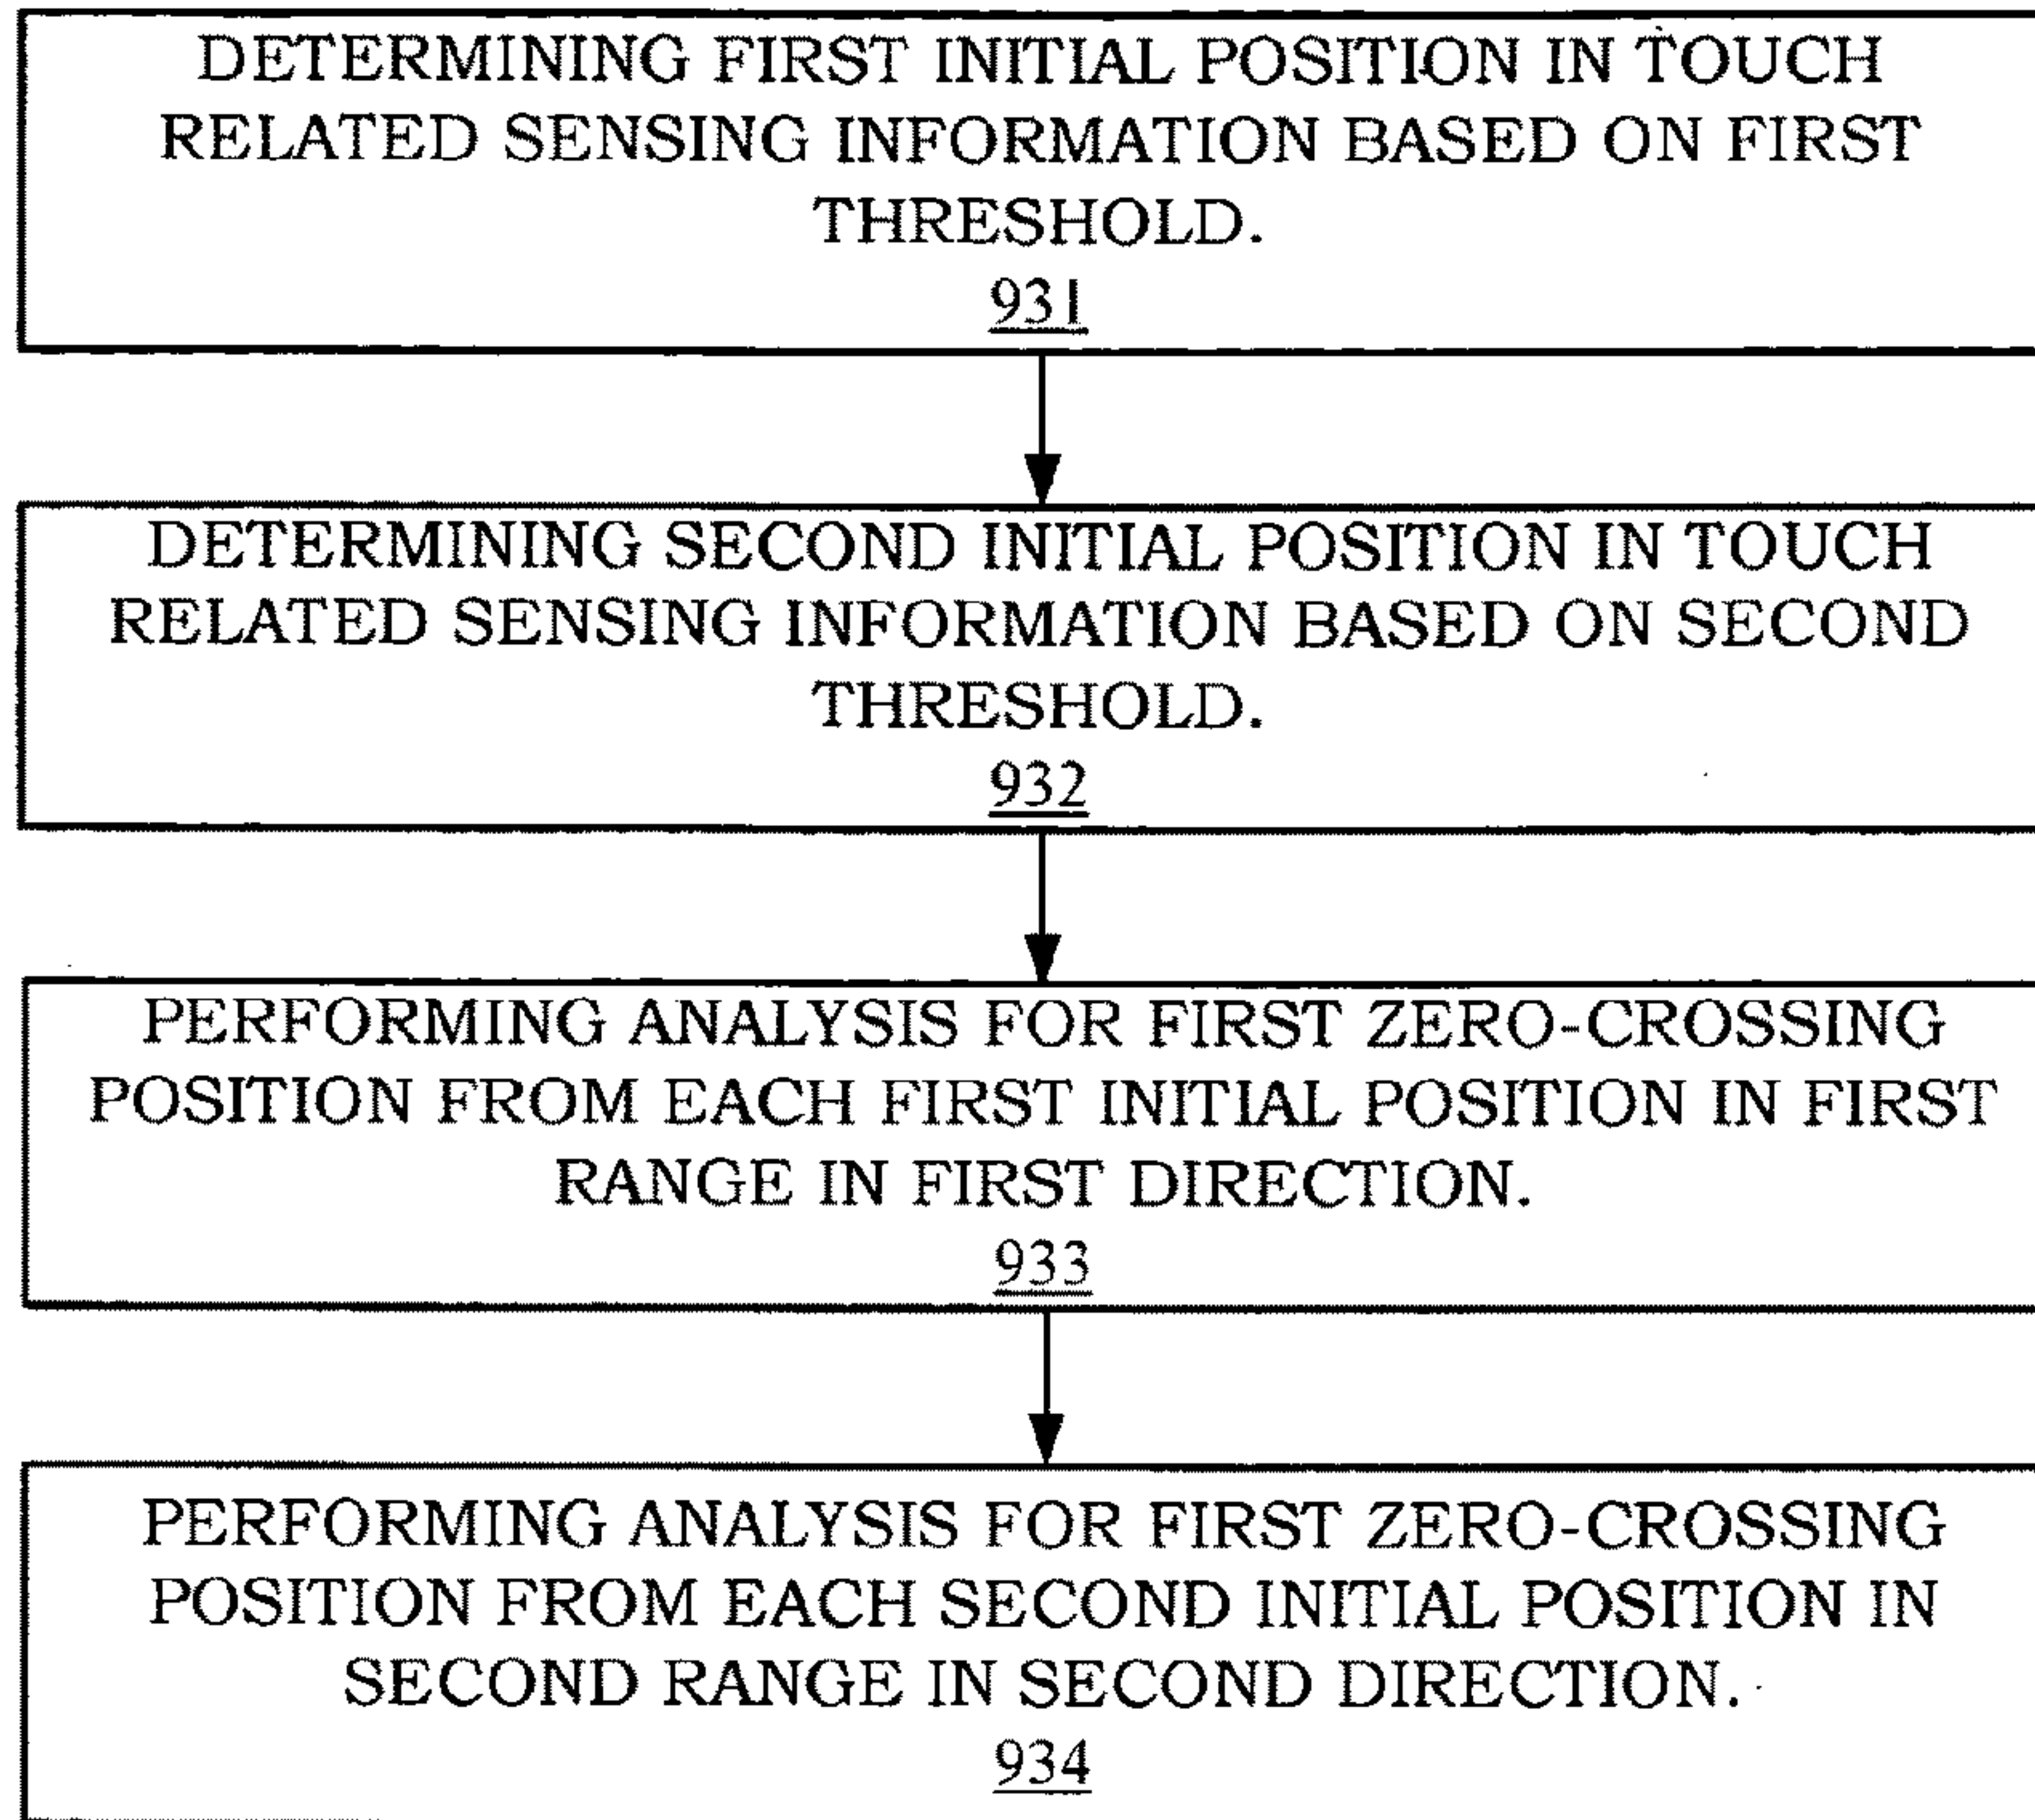 DETERMINING FIRST INITIAL POSITION IN TOUCH
RELATED SENSING INFORMATION BASED ON FIRST
THRESHOLD.
931
DETERMINING SECOND INITIAL POSITION IN TOUCH
RELATED SENSING INFORMATION BASED ON SECOND
THRESHOLD.
932
PERFORMING ANALYSIS FOR FIRST ZERO-CROSSING
POSITION FROM EACH FIRST INITIAL POSITION IN FIRST
RANGE IN FIRST DIRECTION.
933
PERFORMING ANALYSIS FOR FIRST ZERO-CROSSING
POSITION FROM EACH SECOND INITIAL POSITION IN
SECOND RANGE IN SECOND DIRECTION.
934